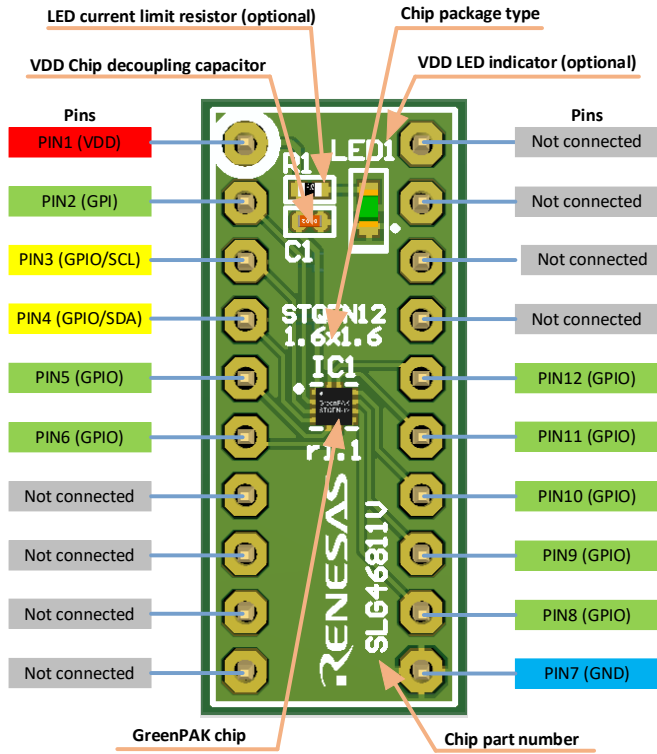 LED current limit resistor (optional)
Chip package type
VDD Chip decoupling capacitor
VDD LED indicator (optional)
Pins
Pins
PIN1 (VDD)
Not connected
PIN2 (GPI)
Not connected
PIN3 (GPIO/SCL)
Not connected
PIN4 (GPIO/SDA)
Not connected
PIN5 (GPIO)
PIN12 (GPIO)
PIN6 (GPIO)
PIN11 (GPIO)
Not connected
PIN10 (GPIO)
Not connected
PIN9 (GPIO)
Not connected
PIN8 (GPIO)
Not connected
PIN7 (GND)
R1
LED1
C1
STQFN12
1.6x1.6
IC1
GreenPAK
r1.1
RENESAS
SLG46811V
GreenPAK chip
Chip part number